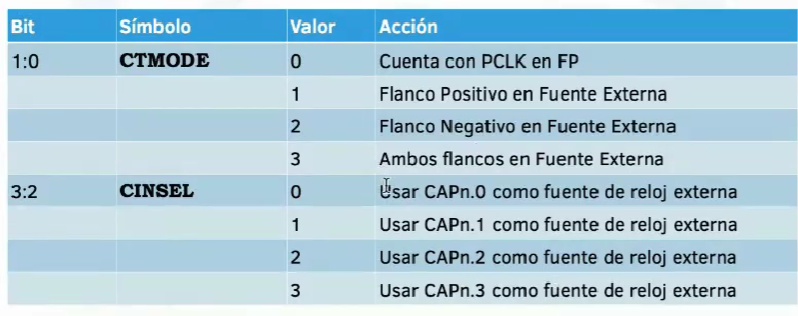 Bit Símbolo Valor Acción
1:0 CTMODE 0 Cuenta con PCLK en FP
1 Flanco Positivo en Fuente Externa
2 Flanco Negativo en Fuente Externa
3 Ambos flancos en Fuente Externa
3:2 CINSEL 0 Usar CAPn.0 como fuente de reloj externa
1 Usar CAPn.1 como fuente de reloj externa
2 Usar CAPn.2 como fuente de reloj externa
3 Usar CAPn.3 como fuente de reloj externa